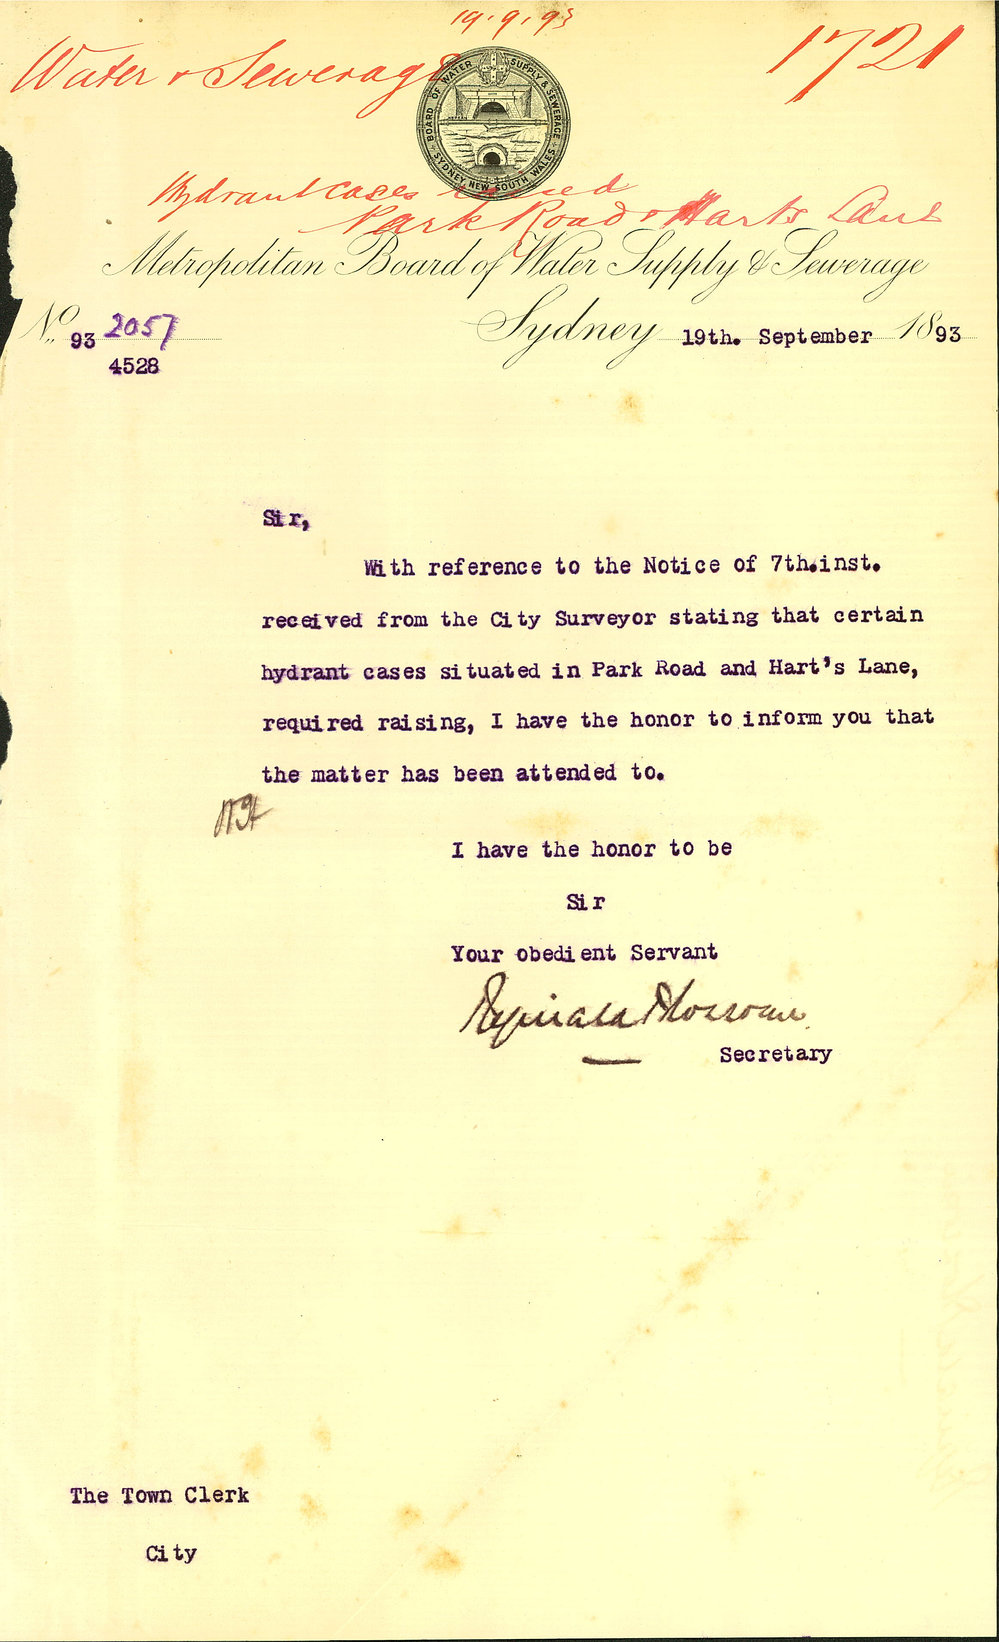 19.9.93
Water & Sewerage
1721
BOARD OF WATER SUPPLY & SEWERAGE
SYDNEY NEW SOUTH WALES
Hydrant cases raised
Park Road & Harts Lane
Metropolitan Board of Water Supply & Sewerage
No. 93 2057
4528
Sydney 19th. September 1893
Sir,
With reference to the Notice of 7th.inst.
received from the City Surveyor stating that certain
hydrant cases situated in Park Road and Hart's Lane,
required raising, I have the honor to inform you that
the matter has been attended to.
I have the honor to be
Sir
Your obedient Servant
Secretary
The Town Clerk
City